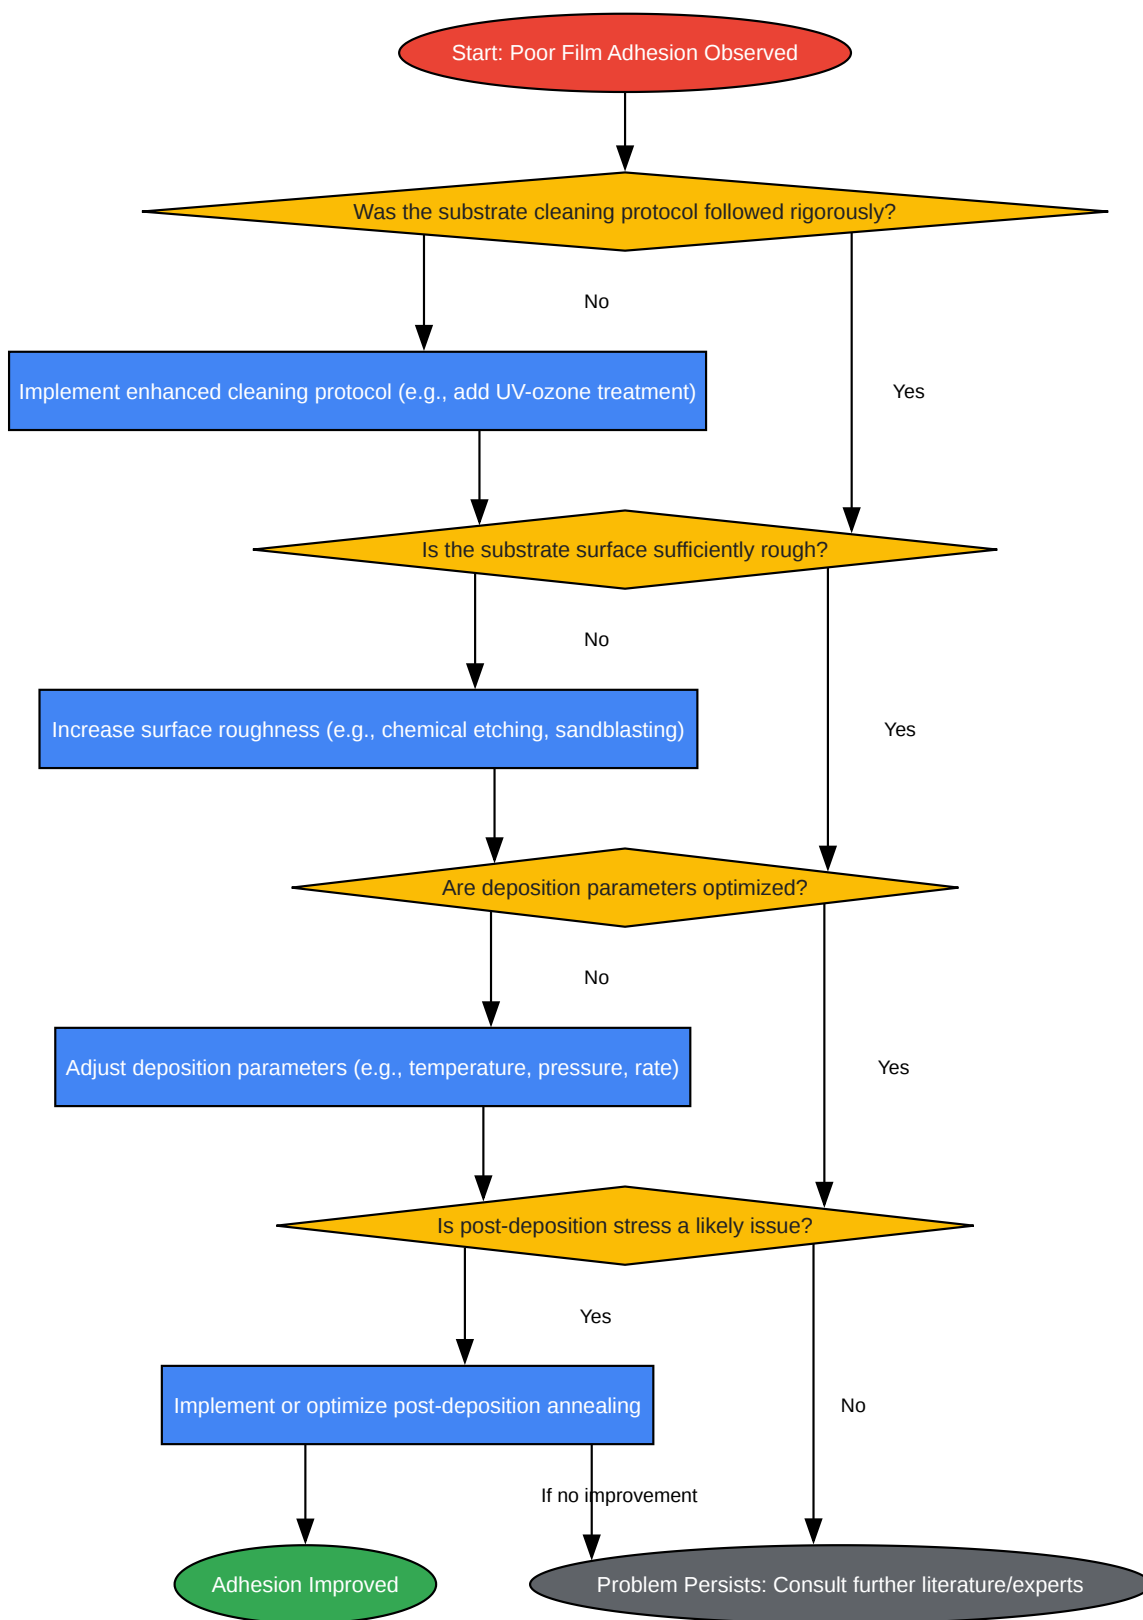 Start: Poor Film Adhesion Observed
Was the substrate cleaning protocol followed rigorously?
No
Implement enhanced cleaning protocol (e.g., add UV-ozone treatment)
Yes
Is the substrate surface sufficiently rough?
No
Increase surface roughness (e.g., chemical etching, sandblasting)
Yes
Are deposition parameters optimized?
No
Adjust deposition parameters (e.g., temperature, pressure, rate)
Yes
Is post-deposition stress a likely issue?
Yes
Implement or optimize post-deposition annealing
No
If no improvement
Adhesion Improved
Problem Persists: Consult further literature/experts